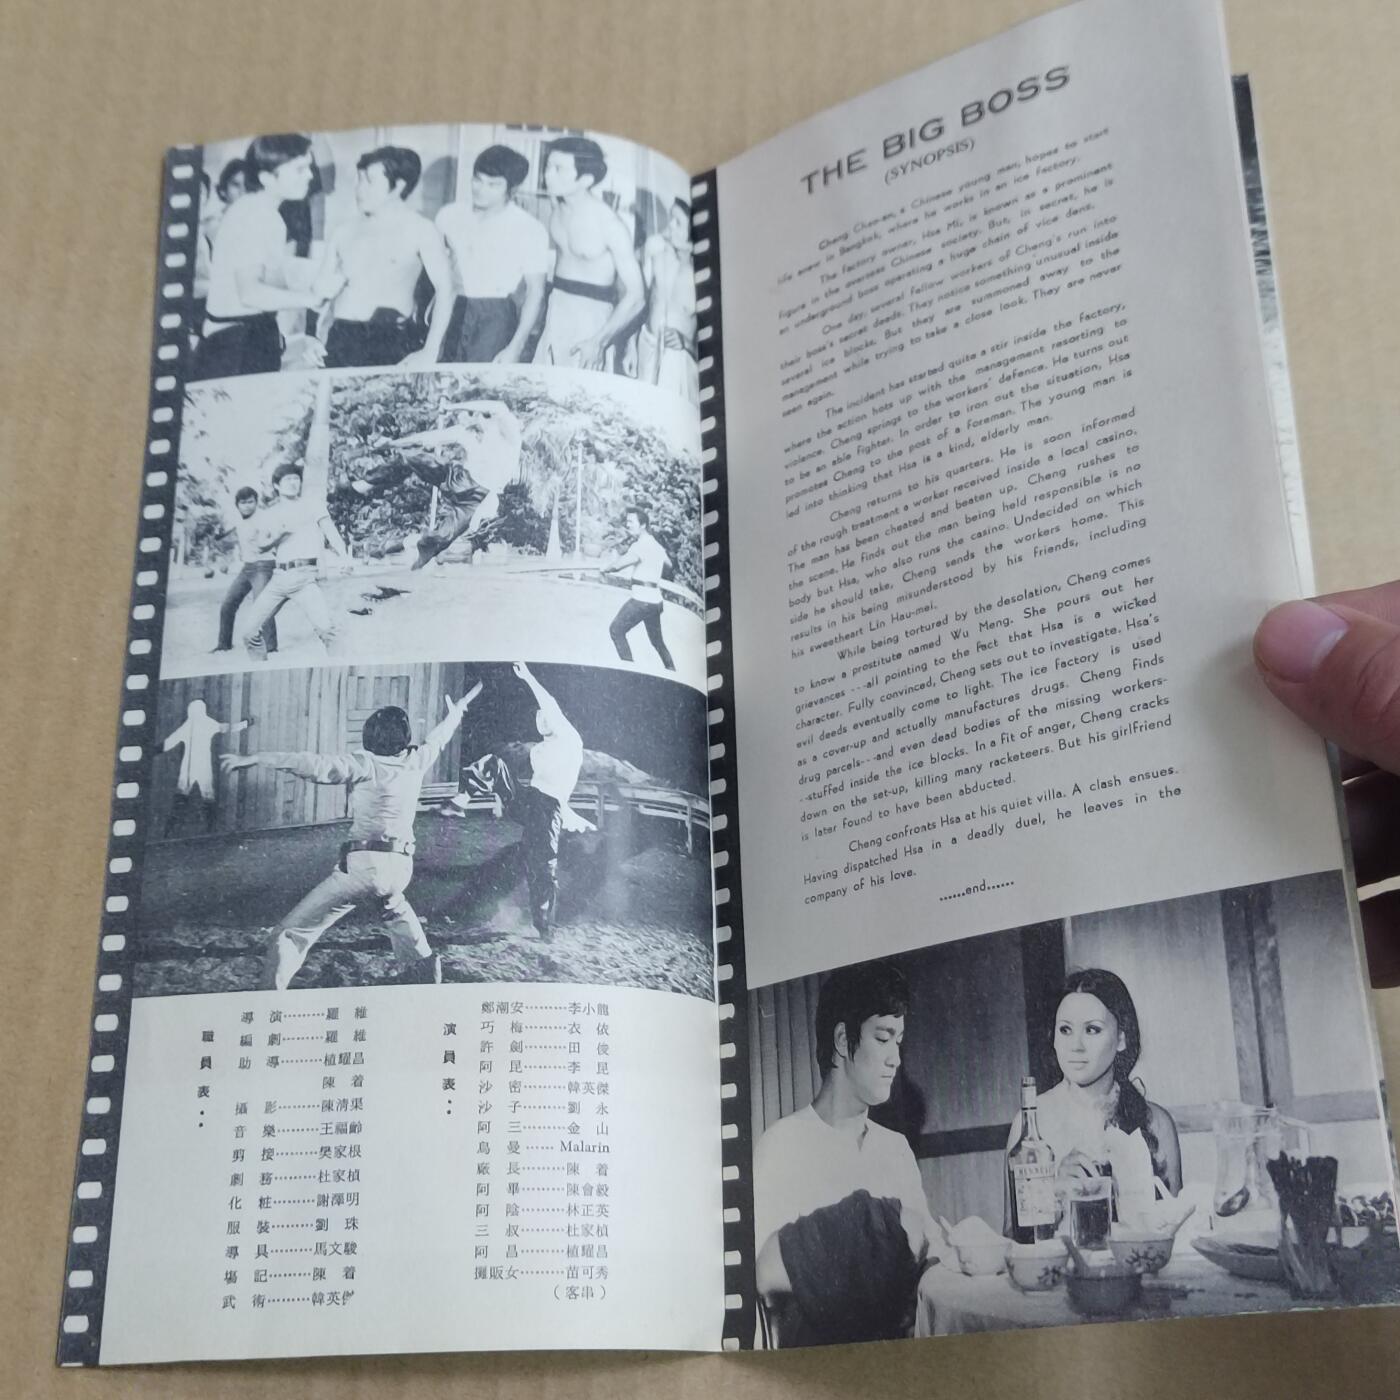 導演………羅維
編劇………羅維
助導………植耀昌
陳着
攝影………陳清渠
音樂………王福齡
剪接………樊家根
劇務………杜家楨
化粧………謝澤明
服裝………劉珠
導具………馬文駿
塲記………陳着
武術………韓英傑
職員表：
鄭潮安………李小龍
巧梅………衣依
許劍………田俊
阿昆………李昆
沙密………韓英傑
沙子………劉永
阿三………金山
烏曼……Malarin
廠長………陳着
阿畢………陳會毅
阿陰………林正英
三叔………杜家楨
阿昌………植耀昌
攤販女………苗可秀
（客串）
演員表：
THE BIG BOSS
(SYNOPSIS)
Cheng Chao-an, a Chinese young man, hopes to start
life anew in Bangkok, where he works in an ice factory.
The factory owner, Hsa Mi, is known as a prominent
figure in the overseas Chinese society. But, in secret, he is
an underground boss operating a huge chain of vice dens.
One day, several fellow workers of Cheng's run into
their boss's secret deeds. They notice something unusual inside
several ice blocks. But they are summoned away to the
management while trying to take a close look. They are never
seen again.
The incident has started quite a stir inside the factory,
where the action hots up with the management resorting to
violence. Cheng springs to the workers' defence. He turns out
to be an able fighter. In order to iron out the situation, Hsa
promotes Cheng to the post of a foreman. The young man is
led into thinking that Hsa is a kind, elderly man.
Cheng returns to his quarters. He is soon informed
of the rough treatment a worker received inside a local casino.
The man has been cheated and beaten up. Cheng rushes to
the scene. He finds out the man being held responsible is no
body but Hsa, who also runs the casino. Undecided on which
side he should take, Cheng sends the workers home. This
results in his being misunderstood by his friends, including
his sweetheart Lin Hau-mei.
While being tortured by the desolation, Cheng comes
to know a prostitute named Wu Meng. She pours out her
grievances ---all pointing to the fact that Hsa is a wicked
character. Fully convinced, Cheng sets out to investigate. Hsa's
evil deeds eventually come to light. The ice factory is used
as a cover-up and actually manufactures drugs. Cheng finds
drug parcels---and even dead bodies of the missing workers-
--stuffed inside the ice blocks. In a fit of anger, Cheng cracks
down on the set-up, killing many racketeers. But his girlfriend
is later found to have been abducted.
Cheng confronts Hsa at his quiet villa. A clash ensues.
Having dispatched Hsa in a deadly duel, he leaves in the
company of his love.
......end......